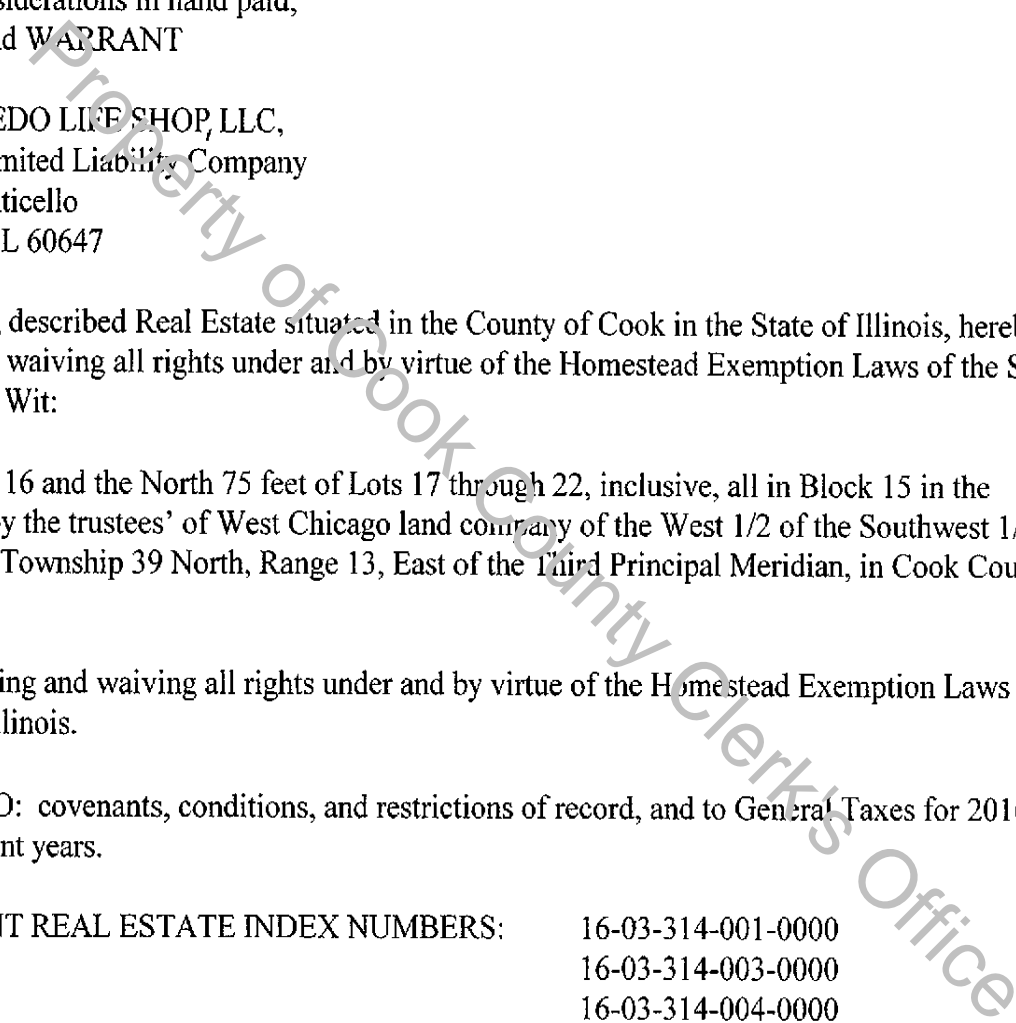 siderations in hand paid,
d WARRANT
EDO LIFE SHOP, LLC,
mited Liability Company
ticello
L 60647
described Real Estate situated in the County of Cook in the State of Illinois, hereb
waiving all rights under and by virtue of the Homestead Exemption Laws of the S
Wit:
16 and the North 75 feet of Lots 17 through 22, inclusive, all in Block 15 in the
y the trustees' of West Chicago land company of the West 1/2 of the Southwest 1/
Township 39 North, Range 13, East of the Third Principal Meridian, in Cook Cou
ing and waiving all rights under and by virtue of the Homestead Exemption Laws
llinois.
O: covenants, conditions, and restrictions of record, and to General Taxes for 201
nt years.
NT REAL ESTATE INDEX NUMBERS: 16-03-314-001-0000
16-03-314-003-0000
16-03-314-004-0000
Property of Cook County Clerk's Office